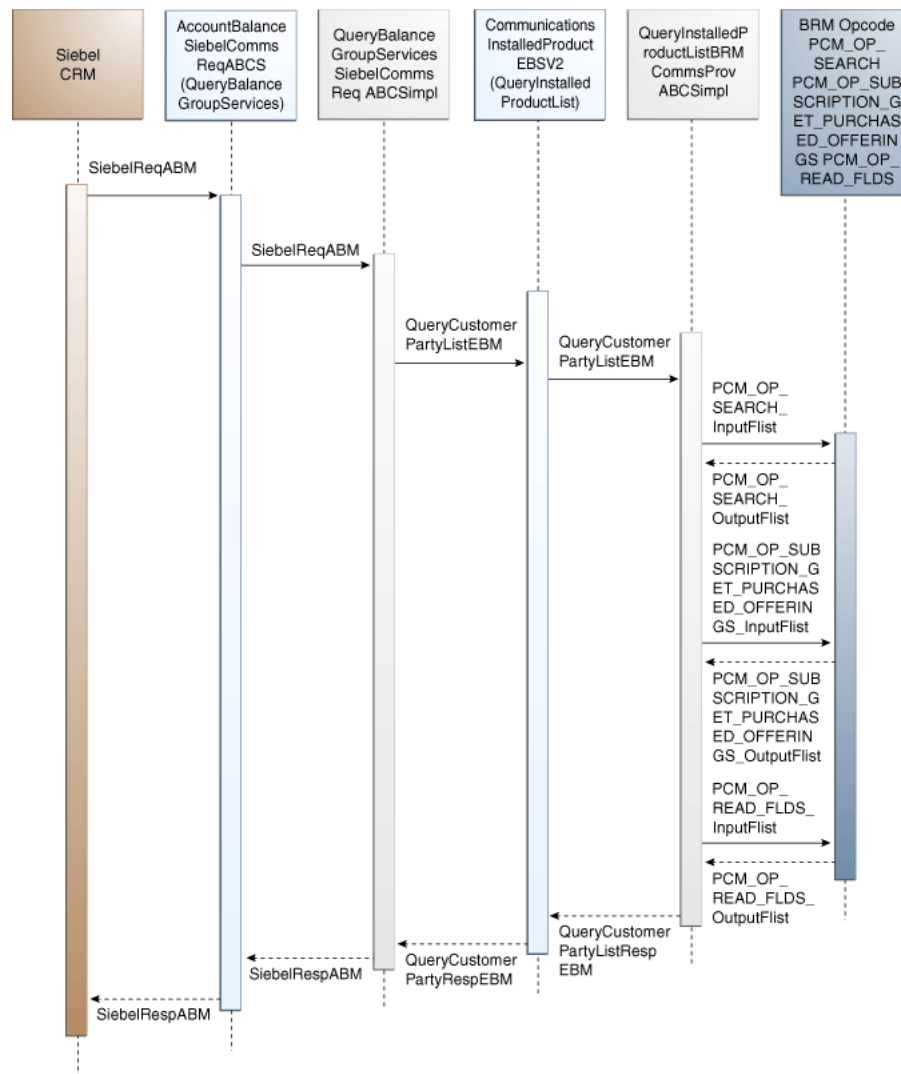 Siebel
CRM
AccountBalance
SiebelComms
ReqABCS
(QueryBalance
GroupServices)
QueryBalance
GroupServices
SiebelComms
Req ABCSImpl
Communications
InstalledProduct
EBSV2
(QueryInstalled
ProductList)
QueryInstalledP
roductListBRM
CommsProv
ABCSimpl
BRM Opcode
PCM_OP_
SEARCH
PCM_OP_SUB
SCRIPTION_G
ET_PURCHAS
ED_OFFERIN
GS PCM_OP_
READ_FLDS
SiebelReqABM
SiebelReqABM
QueryCustomer
PartyListEBM
QueryCustomer
PartyListEBM
PCM_OP_
SEARCH_
InputFlist
PCM_OP_
SEARCH_
OutputFlist
PCM_OP_SUB
SCRIPTION_G
ET_PURCHAS
ED_OFFERIN
GS_InputFlist
PCM_OP_SUB
SCRIPTION_G
ET_PURCHAS
ED_OFFERIN
GS_OutputFlist
PCM_OP_
READ_FLDS_
InputFlist
PCM_OP_
READ_FLDS_
OutputFlist
QueryCustomer
PartyListResp
EBM
QueryCustomer
PartyRespEBM
SiebelRespABM
SiebelRespABM